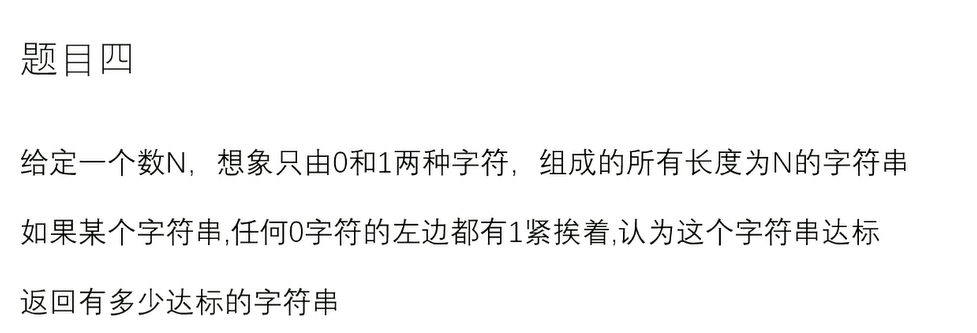 题目四
给定一个数N，想象只由0和1两种字符，组成的所有长度为N的字符串
如果某个字符串,任何0字符的左边都有1紧挨着,认为这个字符串达标
返回有多少达标的字符串